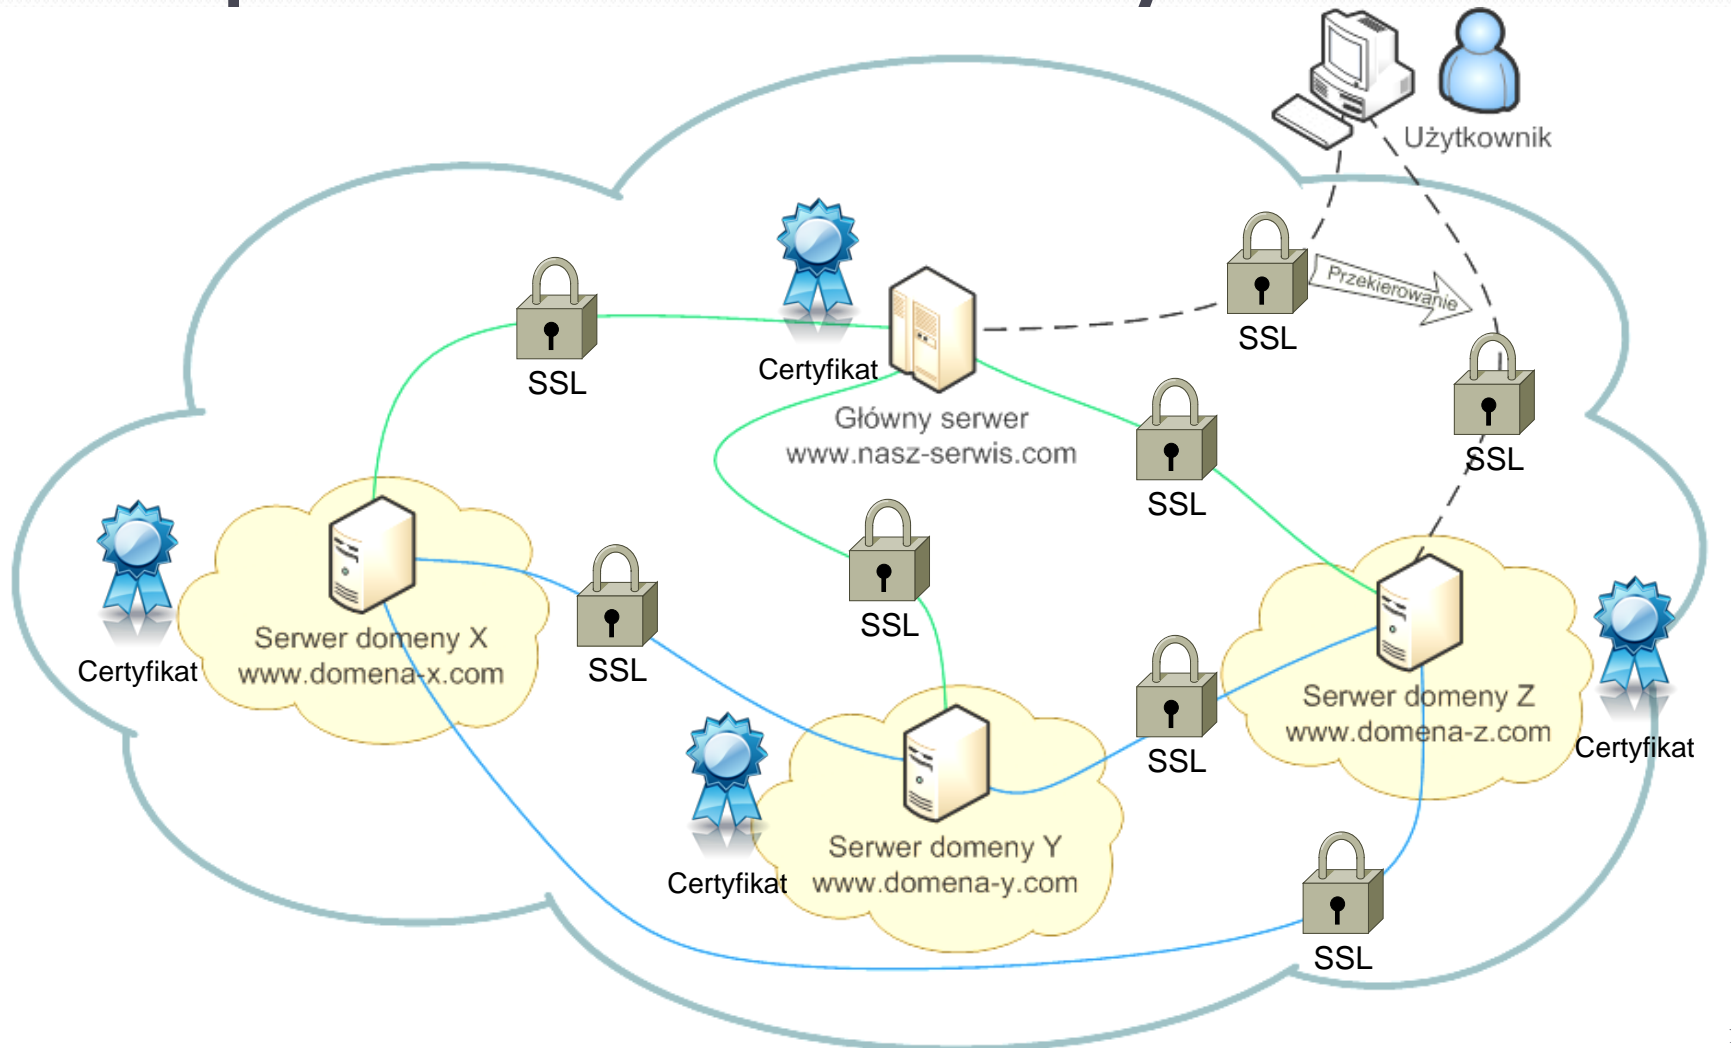 Użytkownik
Przekierowanie
SSL
SSL
Certyfikat
SSL
Główny serwer
www.nasz-serwis.com
SSL
SSL
Serwer domeny X
www.domena-x.com
Certyfikat
SSL
SSL
Serwer domeny Z
www.domena-z.com
Certyfikat
SSL
Serwer domeny Y
www.domena-y.com
Certyfikat
SSL